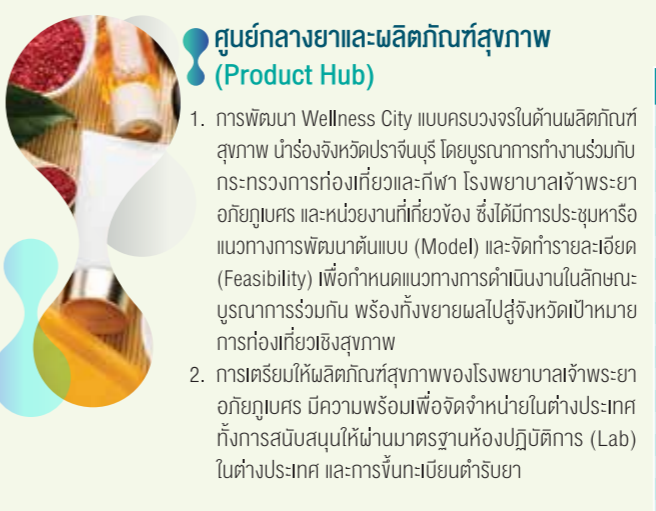 ศูนย์กลางยาและผลิตภัณฑ์สุขภาพ
(Product Hub)
1. การพัฒนา Wellness City แบบครบวงจรในด้านผลิตภัณฑ์
สุขภาพ นำร่องจังหวัดปราจีนบุรี โดยบูรณาการทำงานร่วมกับ
กระทรวงการท่องเที่ยวและกีฬา โรงพยาบาลเจ้าพระยา
อภัยภูเบศร และหน่วยงานที่เกี่ยวข้อง ซึ่งได้มีการประชุมหารือ
แนวทางการพัฒนาต้นแบบ (Model) และจัดทำรายละเอียด
(Feasibility) เพื่อกำหนดแนวทางการดำเนินงานในลักษณะ
บูรณาการร่วมกัน พร้องทั้งขยายผลไปสู่จังหวัดเป้าหมาย
การท่องเที่ยวเชิงสุขภาพ
2. การเตรียมให้ผลิตภัณฑ์สุขภาพของโรงพยาบาลเจ้าพระยา
อภัยภูเบศร มีความพร้อมเพื่อจัดจำหน่ายในต่างประเทศ
ทั้งการสนับสนุนให้ผ่านมาตรฐานห้องปฏิบัติการ (Lab)
ในต่างประเทศ และการขึ้นทะเบียนตำรับยา